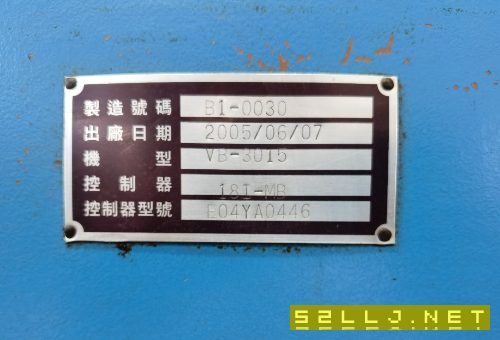 製造號碼 B1-0030
出廠日期 2005/06/07
機型 VB-3015
控制器 18I-MB
控制器型號 E04YA0446
52LLJ.NET